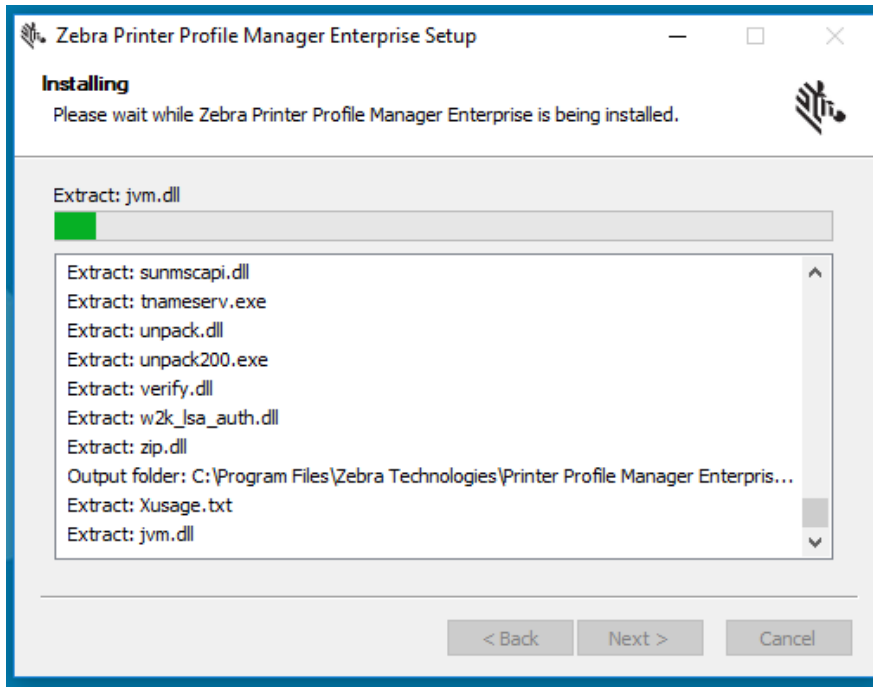 Zebra Printer Profile Manager Enterprise Setup
Installing
Please wait while Zebra Printer Profile Manager Enterprise is being installed.
Extract: jvm.dll
Extract: sunmscapi.dll
Extract: tnameserv.exe
Extract: unpack.dll
Extract: unpack200.exe
Extract: verify.dll
Extract: w2k_lsa_auth.dll
Extract: zip.dll
Output folder: C:\Program Files\Zebra Technologies\Printer Profile Manager Enterpris...
Extract: Xusage.txt
Extract: jvm.dll
< Back Next > Cancel